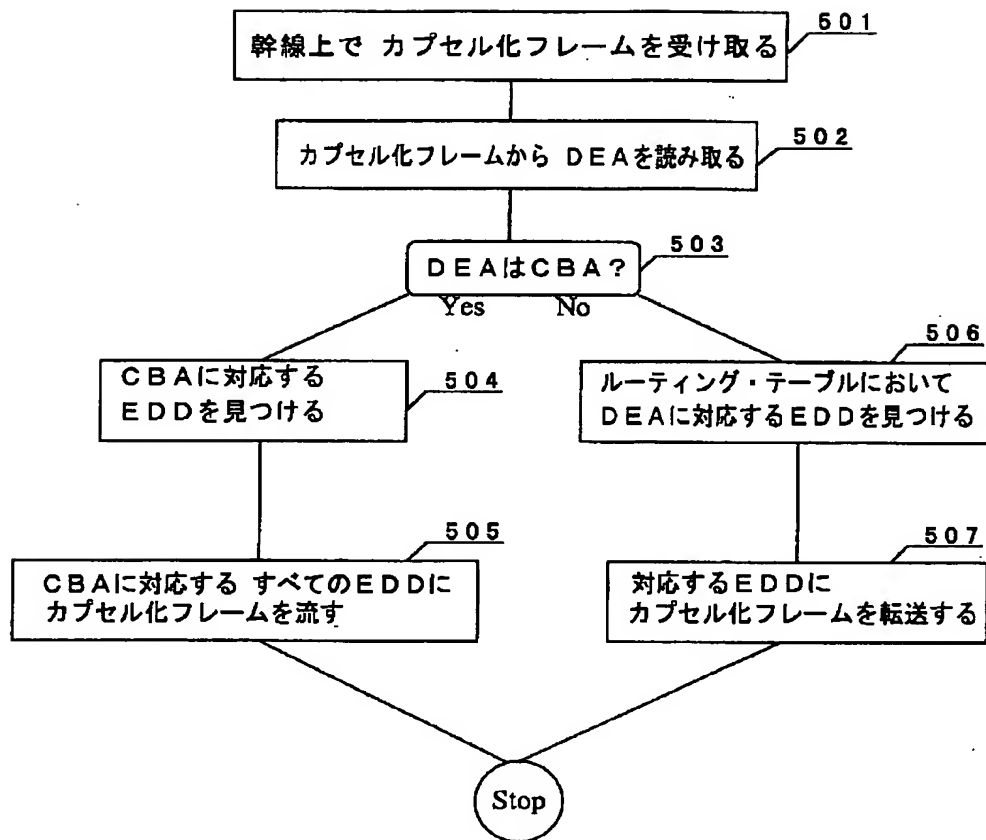 501
幹線上で カプセル化フレームを受け取る
502
カプセル化フレームから DEAを読み取る
503
DEAはCBA?
Yes
No
504
CBAに対応する
EDDを見つける
506
ルーティング・テーブルにおいて
DEAに対応するEDDを見つける
505
CBAに対応する すべてのEDDに
カプセル化フレームを流す
507
対応するEDDに
カプセル化フレームを転送する
Stop